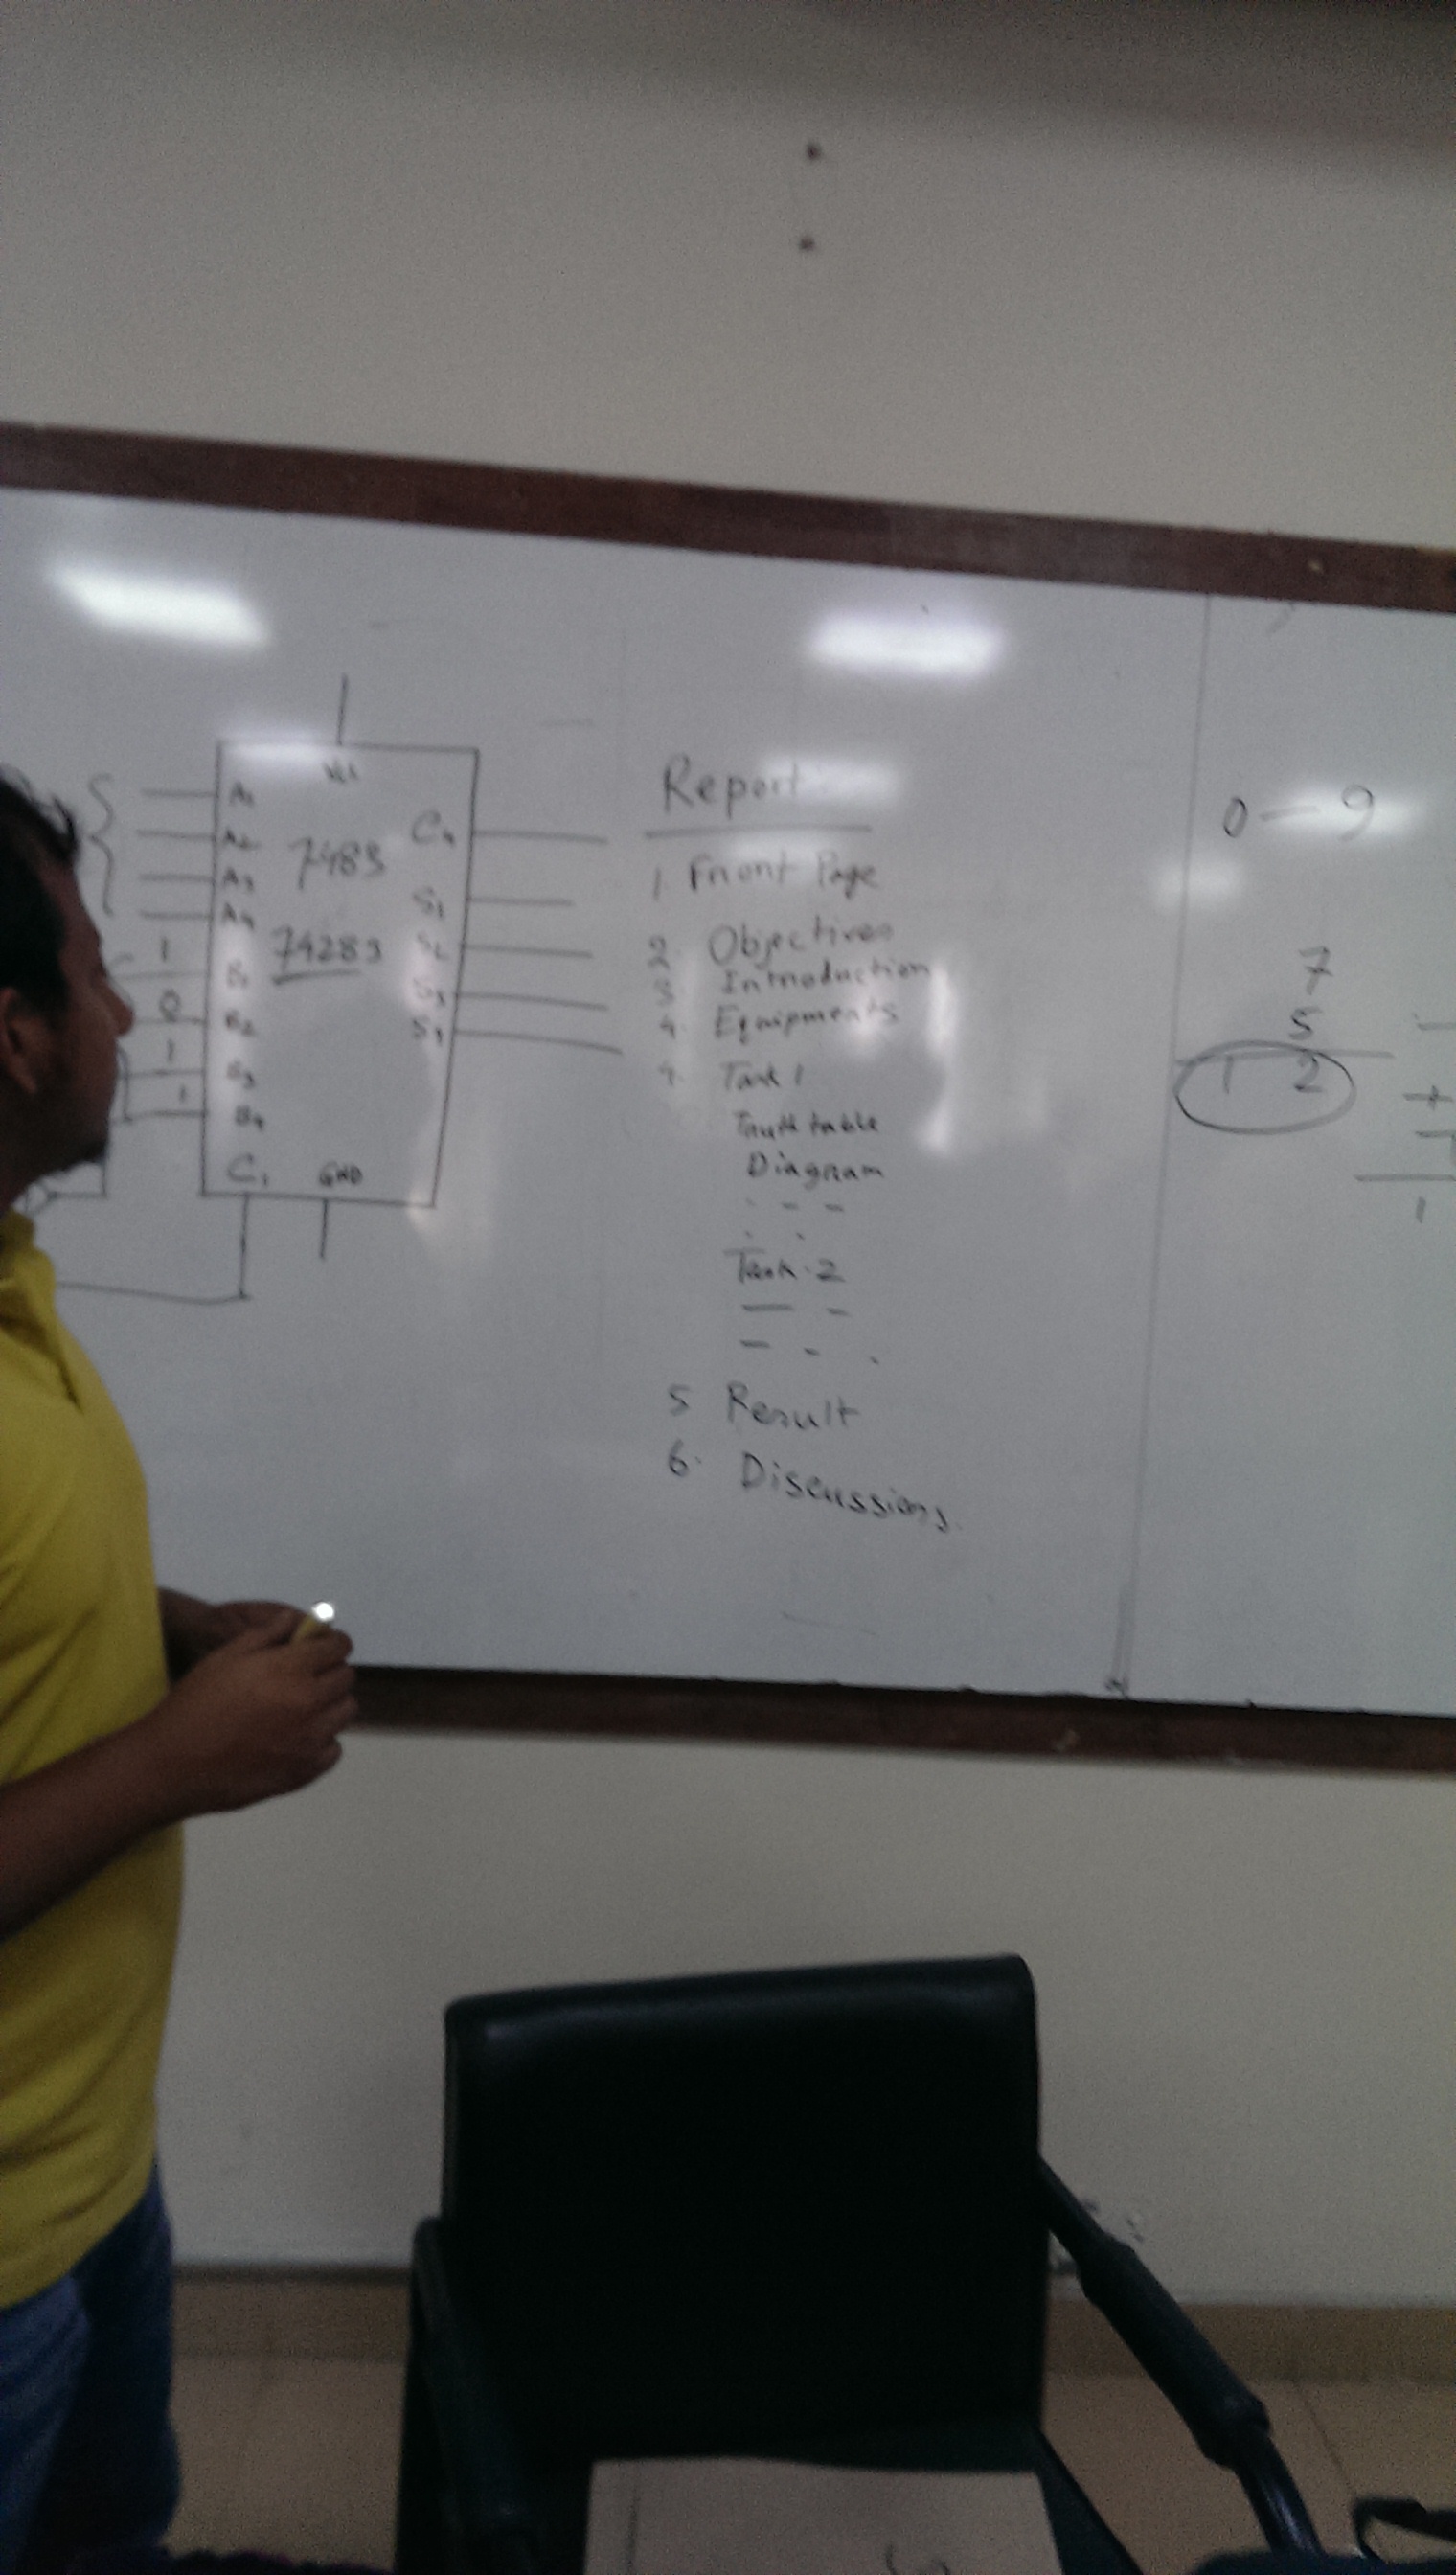 Vcc
A1
A2
A3
A4
7483
74283
1
B1
0
B2
1
B3
1
B4
C1
GND
C4
S1
S2
S3
S4
Report
1. Front Page
2. Objectives
3. Introduction
4. Equipments
4. Task 1
Truth table
Diagram
Task-2
5 Result
6. Discussions
0 - 9
7
5
1 2
+
1